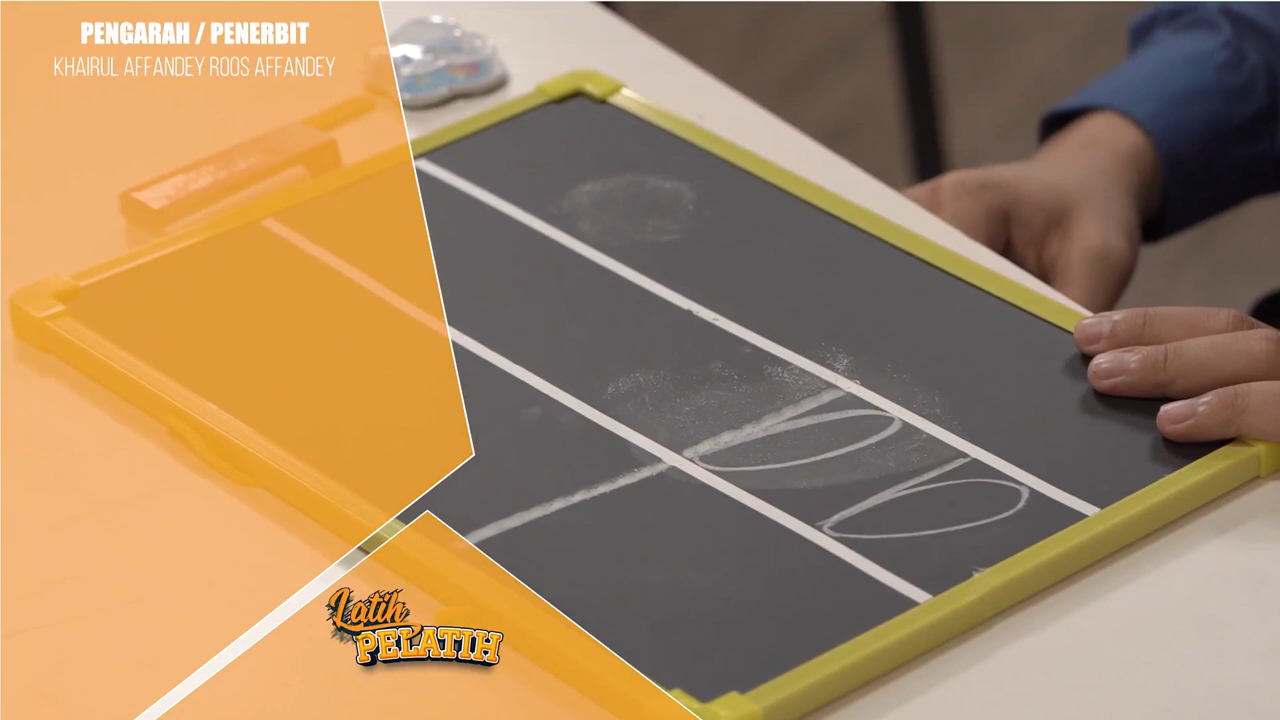 PENGARAH / PENERBIT
KHAIRUL AFFANDEY ROOS AFFANDEY
Latih
PELATIH